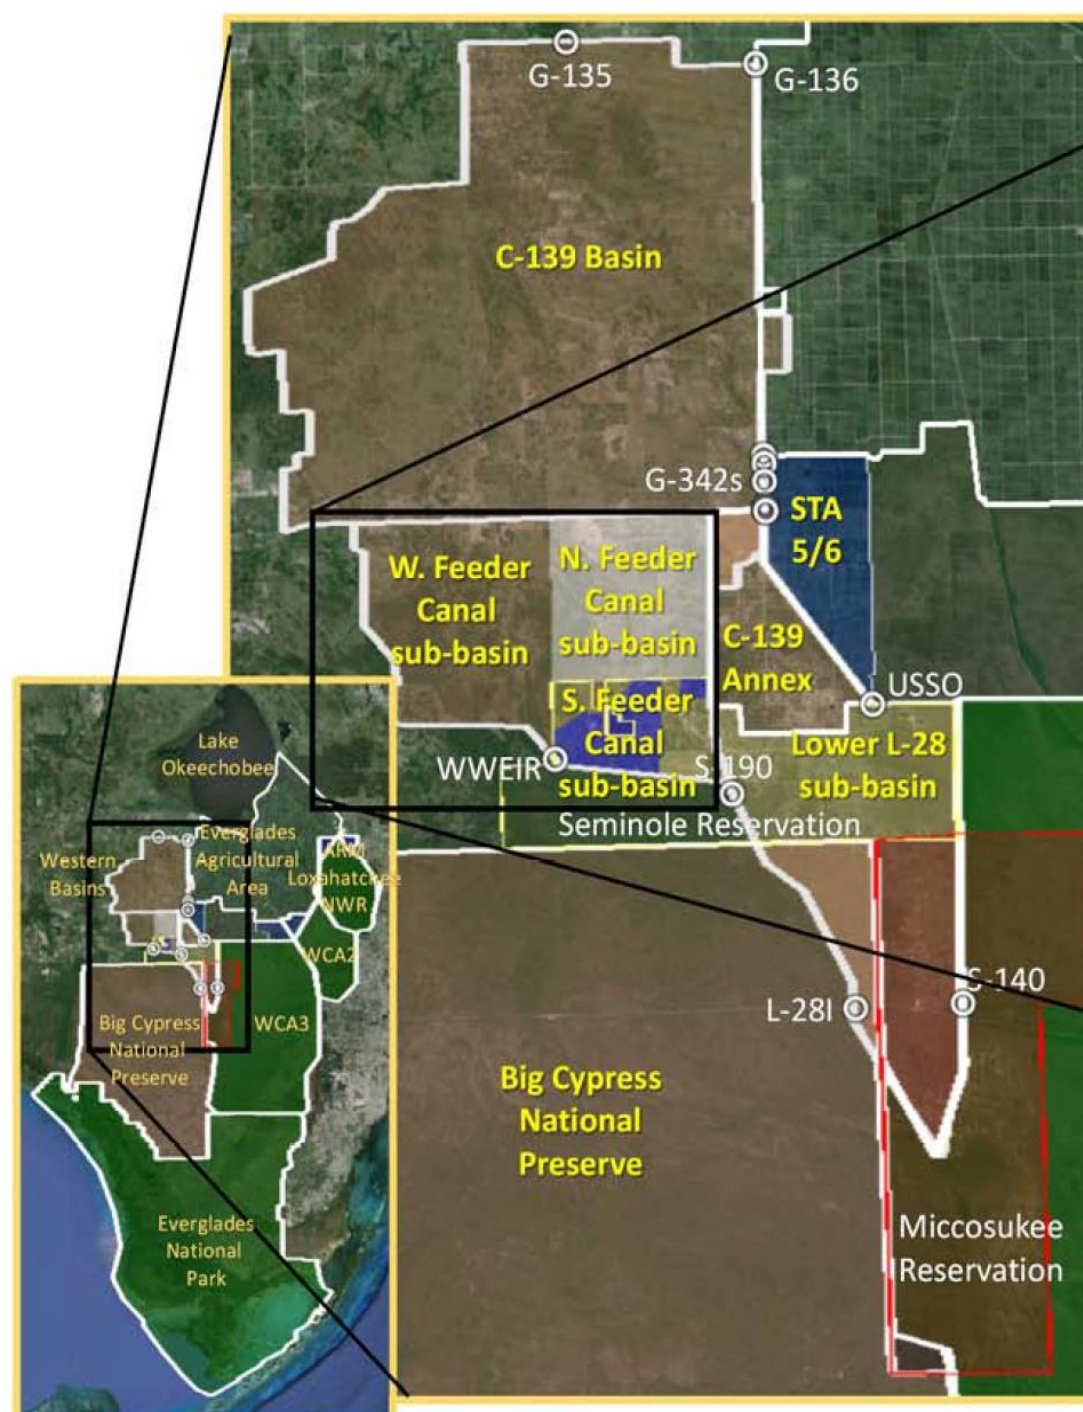 G-135
G-136
C-139 Basin
G-342s
STA
5/6
W. Feeder
Canal
sub-basin
N. Feeder
Canal
sub-basin
C-139
Annex
USSO
S. Feeder
Canal
sub-basin
WWEIR
S-190
Lower L-28
sub-basin
Seminole Reservation
L-28I
S-140
Big Cypress
National
Preserve
Miccosukee
Reservation
Lake
Okeechobee
Western
Basins
Everglades
Agricultural
Area
ARM
Loxahatchee
NWR
WCA2
WCA3
Big Cypress
National
Preserve
Everglades
National
Park